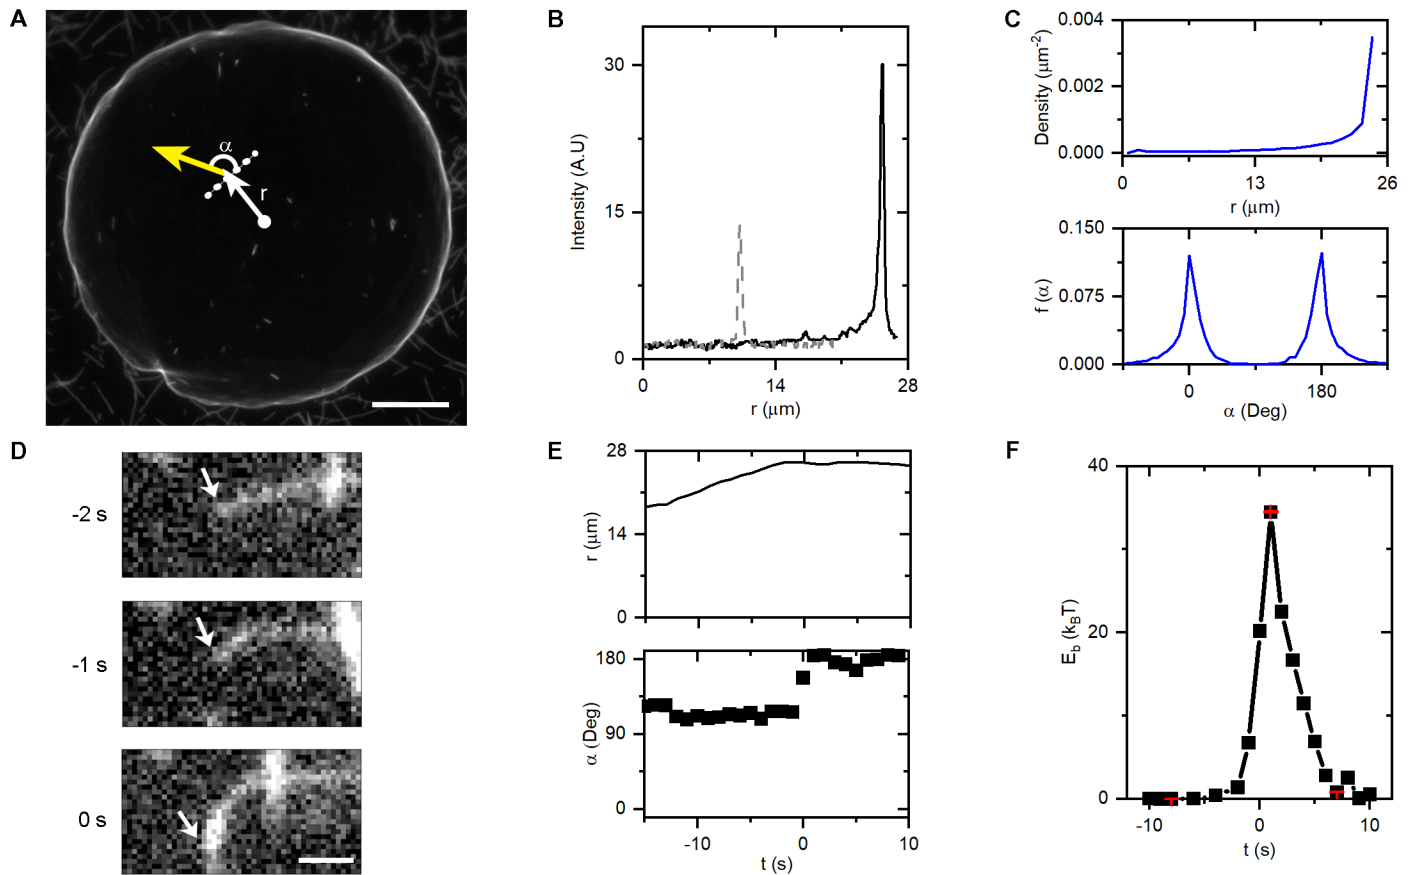 A
α
r
B
30
15
0
Intensity (A.U)
0
14
28
r (μm)
C
0.004
0.002
0.000
Density (μm⁻²)
0
13
26
r (μm)
0.150
0.075
0.000
f (α)
0
180
α (Deg)
D
-2 s
-1 s
0 s
E
28
14
0
r (μm)
180
90
0
α (Deg)
-10
0
10
t (s)
F
40
20
0
E_b (k_BT)
-10
0
10
t (s)